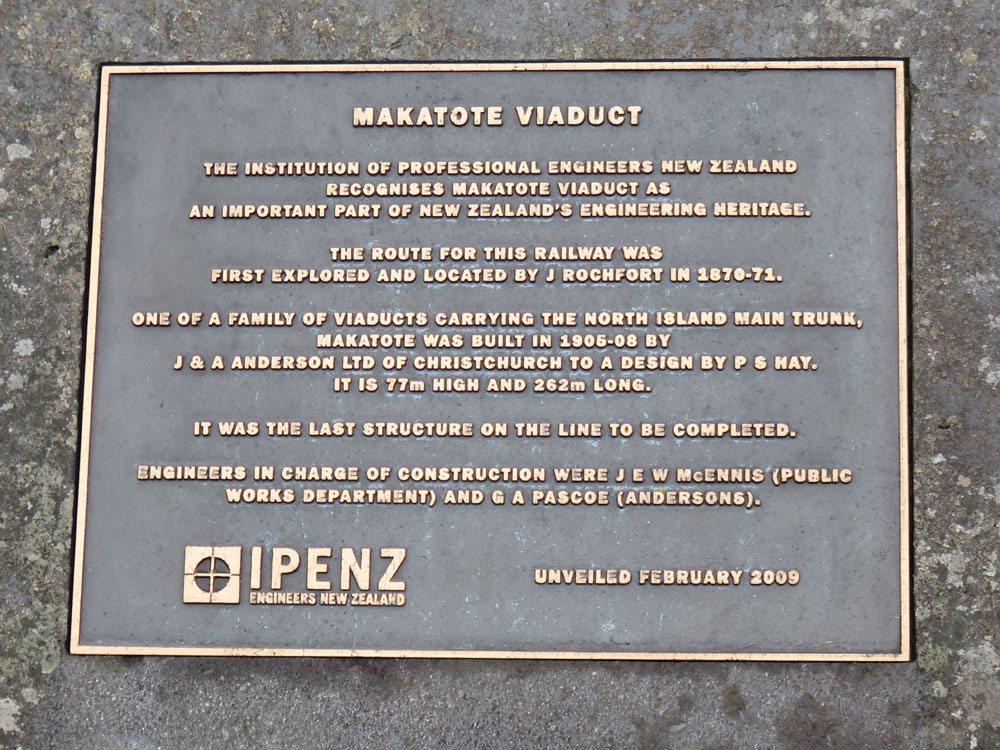 MAKATOTE VIADUCT
THE INSTITUTION OF PROFESSIONAL ENGINEERS NEW ZEALAND
RECOGNISES MAKATOTE VIADUCT AS
AN IMPORTANT PART OF NEW ZEALAND'S ENGINEERING HERITAGE.
THE ROUTE FOR THIS RAILWAY WAS
FIRST EXPLORED AND LOCATED BY J ROCHFORT IN 1870-71.
ONE OF A FAMILY OF VIADUCTS CARRYING THE NORTH ISLAND MAIN TRUNK,
MAKATOTE WAS BUILT IN 1905-08 BY
J & A ANDERSON LTD OF CHRISTCHURCH TO A DESIGN BY P S HAY.
IT IS 77m HIGH AND 262m LONG.
IT WAS THE LAST STRUCTURE ON THE LINE TO BE COMPLETED.
ENGINEERS IN CHARGE OF CONSTRUCTION WERE J E W McENNIS (PUBLIC
WORKS DEPARTMENT) AND G A PASCOE (ANDERSONS).
IPENZ
ENGINEERS NEW ZEALAND
UNVEILED FEBRUARY 2009